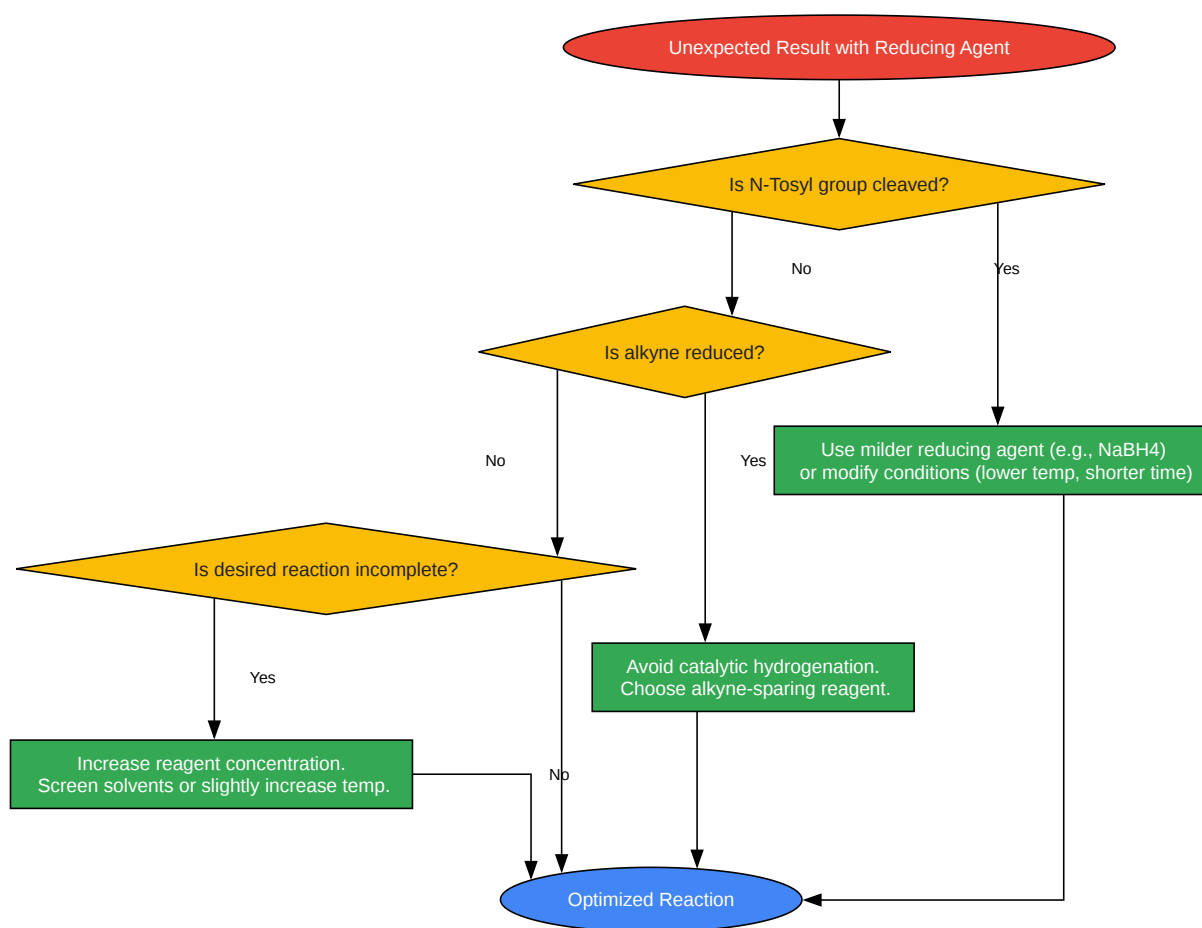 Unexpected Result with Reducing Agent
Is N-Tosyl group cleaved?
No
Yes
Is alkyne reduced?
No
Yes
Use milder reducing agent (e.g., NaBH4)
or modify conditions (lower temp, shorter time)
Is desired reaction incomplete?
Yes
No
Avoid catalytic hydrogenation.
Choose alkyne-sparing reagent.
Increase reagent concentration.
Screen solvents or slightly increase temp.
Optimized Reaction